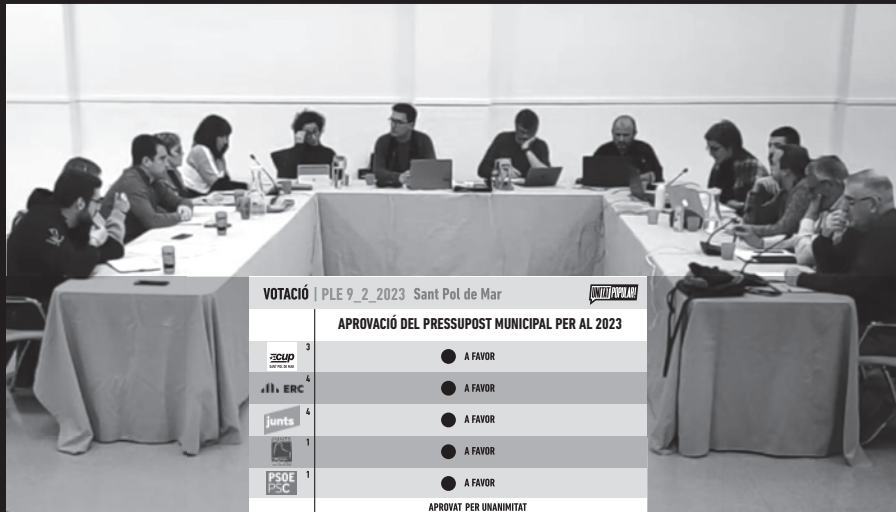 VOTACIÓ | PLE 9_2_2023 Sant Pol de Mar
UNITAT POPULAR!
APROVACIÓ DEL PRESSUPOST MUNICIPAL PER AL 2023
cup 3 A FAVOR
SANT POL DE MAR
ERC 4 A FAVOR
junts 4 A FAVOR
1 A FAVOR
PSOE 1 A FAVOR
PSC
APROVAT PER UNANIMITAT